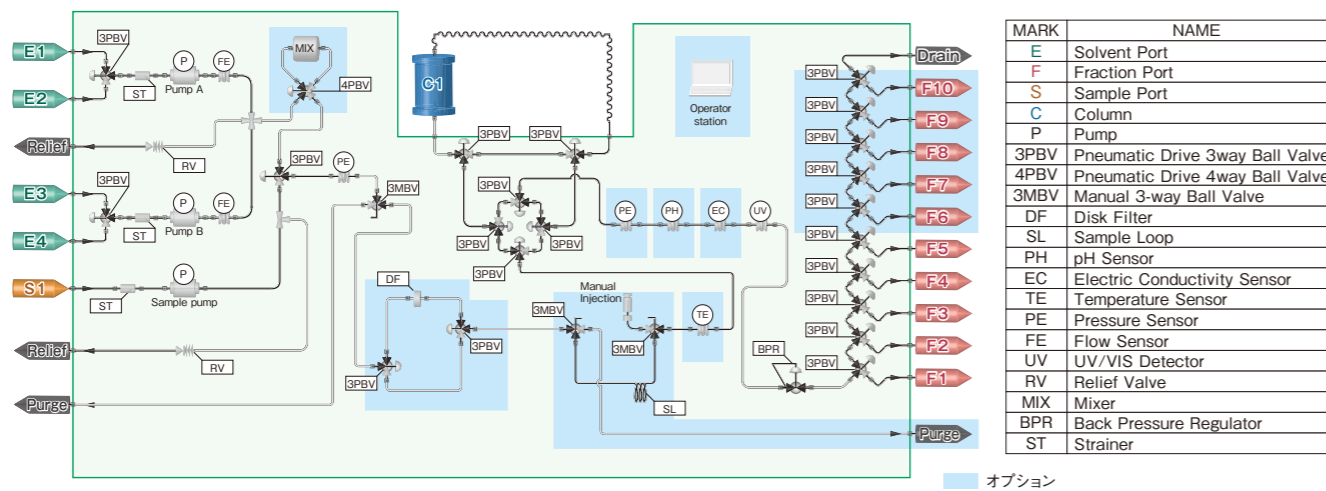 E1
3PBV
P
FE
ST
Pump A
E2
MIX
4PBV
Relief
RV
E3
3PBV
P
FE
ST
Pump B
E4
3PBV
PE
3MBV
S1
P
ST
Sample pump
Relief
RV
Purge
C1
3PBV
3PBV
3PBV
3PBV
3PBV
3PBV
Operator
station
PE
PH
EC
UV
DF
3PBV
3PBV
Manual
Injection
3MBV
3MBV
TE
SL
BPR
Drain
3PBV
F10
3PBV
F9
3PBV
F8
3PBV
F7
3PBV
F6
3PBV
F5
3PBV
F4
3PBV
F3
3PBV
F2
3PBV
F1
Purge
オプション
MARK NAME
E Solvent Port
F Fraction Port
S Sample Port
C Column
P Pump
3PBV Pneumatic Drive 3way Ball Valve
4PBV Pneumatic Drive 4way Ball Valve
3MBV Manual 3-way Ball Valve
DF Disk Filter
SL Sample Loop
PH pH Sensor
EC Electric Conductivity Sensor
TE Temperature Sensor
PE Pressure Sensor
FE Flow Sensor
UV UV/VIS Detector
RV Relief Valve
MIX Mixer
BPR Back Pressure Regulator
ST Strainer